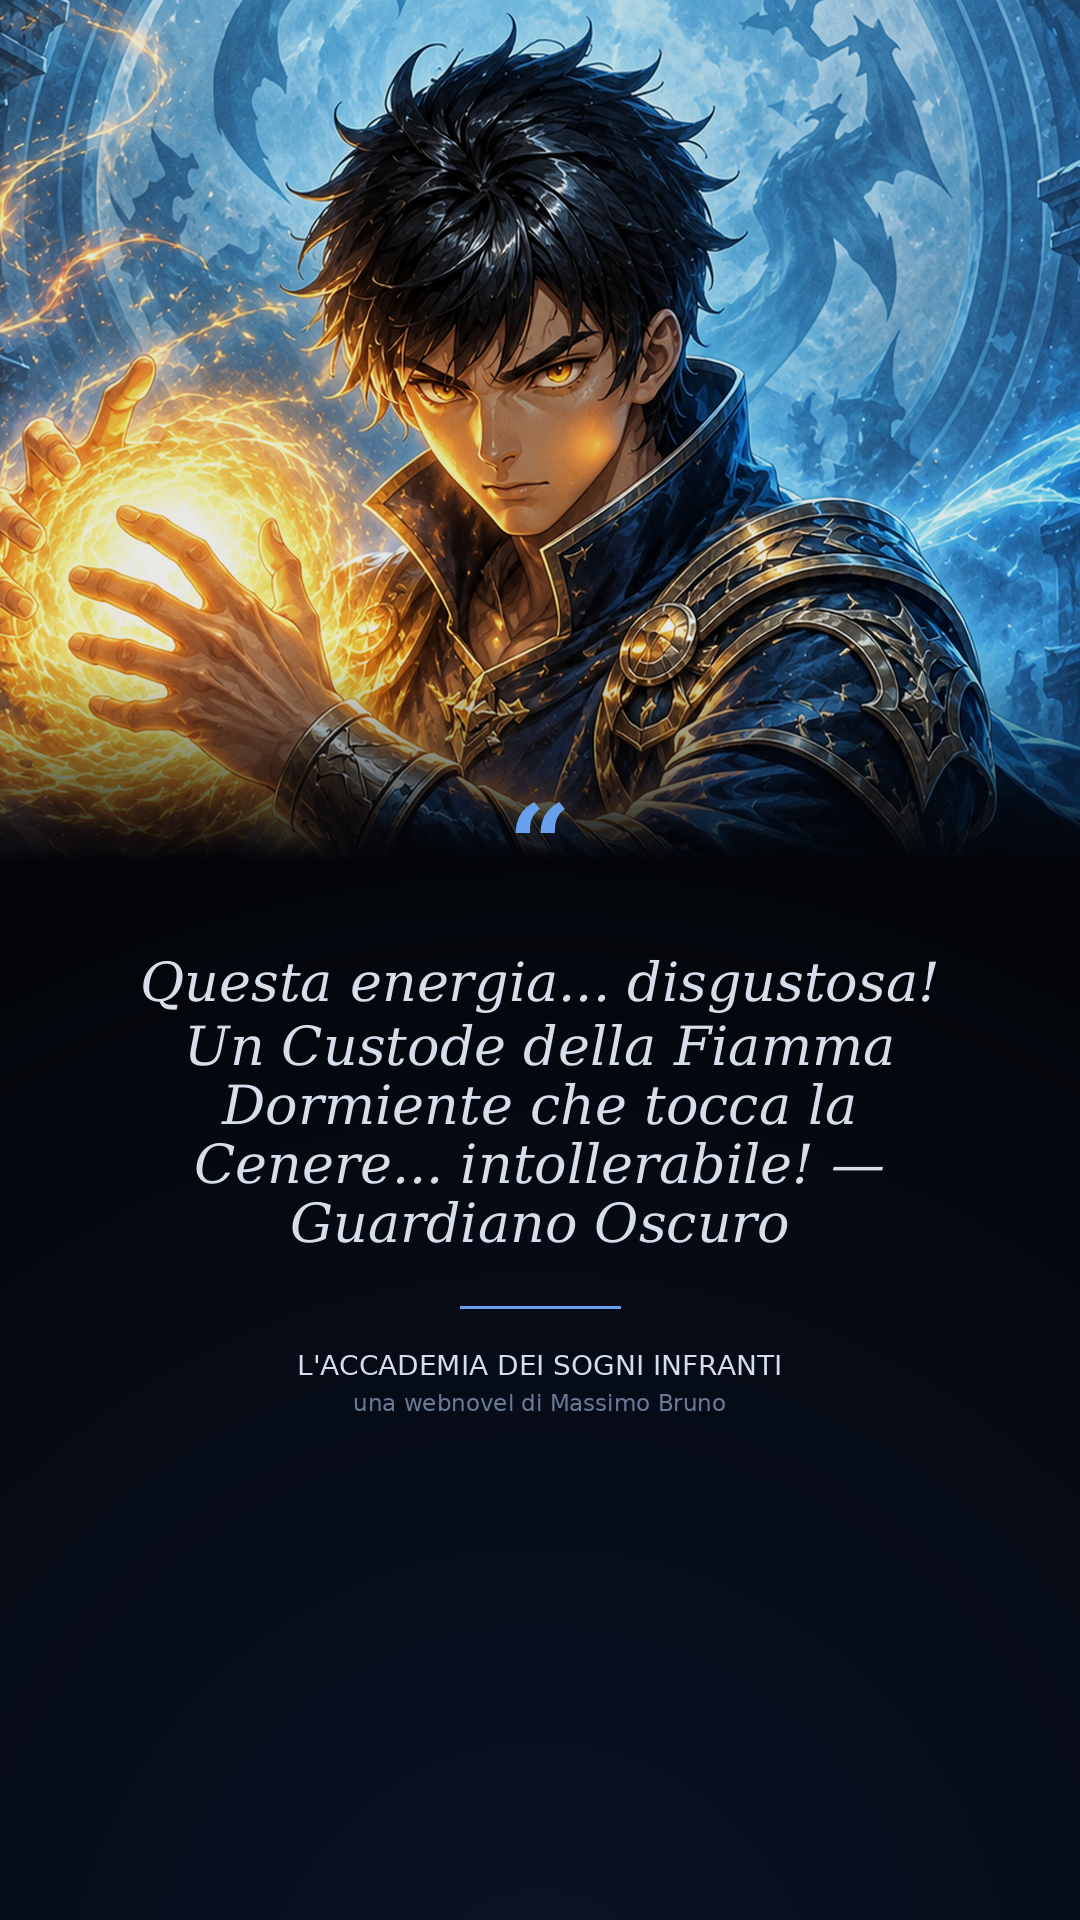 “
Questa energia... disgustosa!
Un Custode della Fiamma
Dormiente che tocca la
Cenere... intollerabile! —
Guardiano Oscuro
L'ACCADEMIA DEI SOGNI INFRANTI
una webnovel di Massimo Bruno